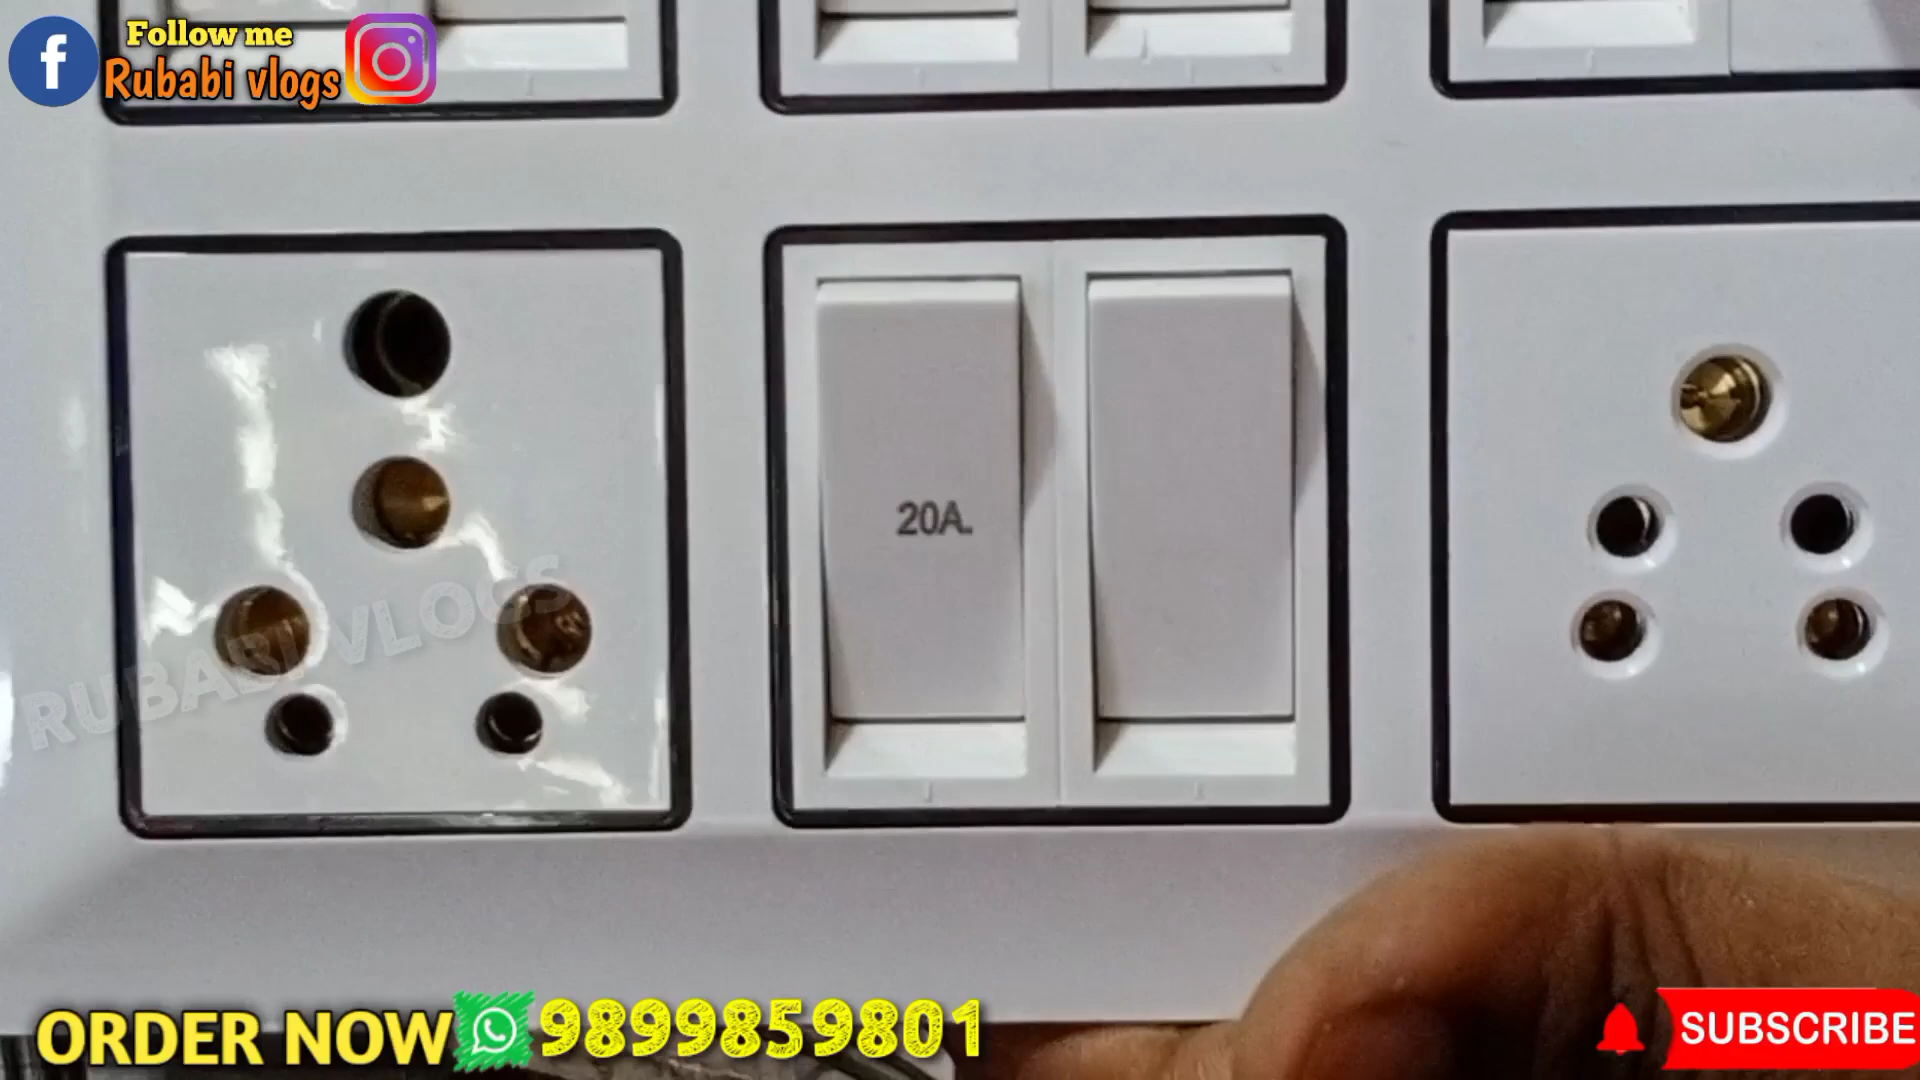 Follow me
Rubabi vlogs
20A.
RUBABI VLOGS
ORDER NOW 9899859801
SUBSCRIBE